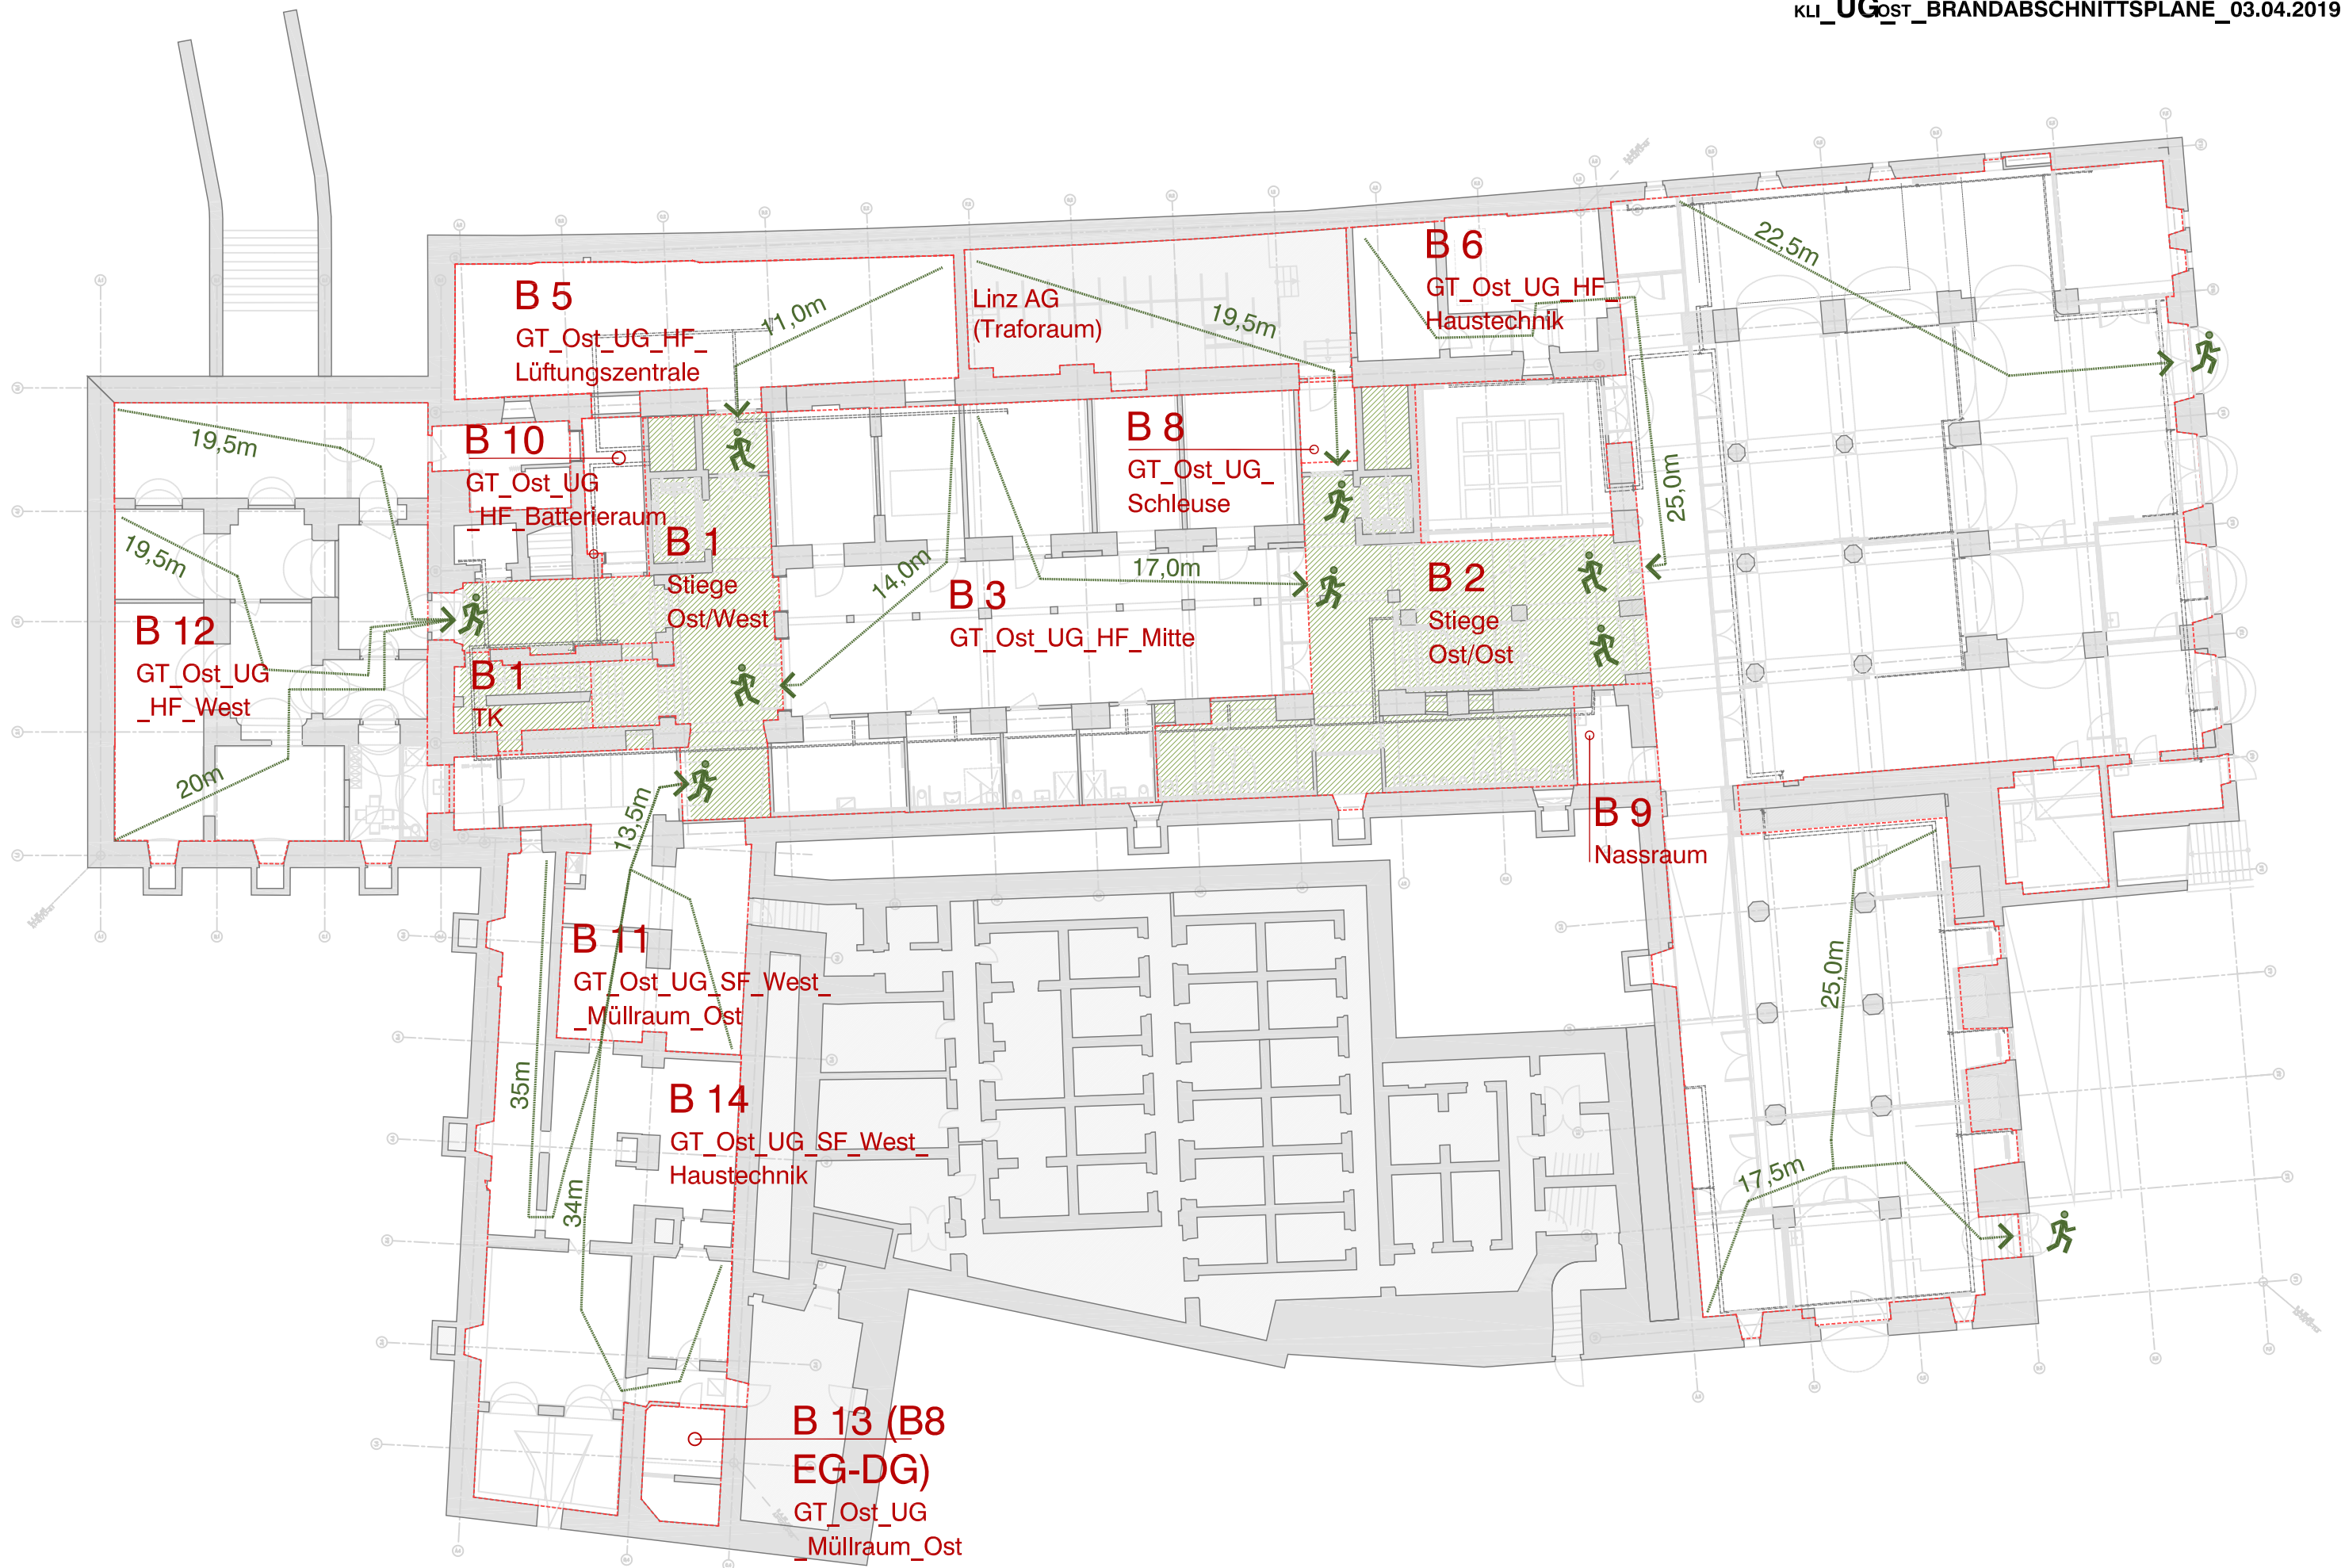 KLI_UG_OST_BRANDABSCHNITTSPLÄNE_03.04.2019
22,5m
B 6
GT_Ost_UG_HF_
Haustechnik
B 5
GT_Ost_UG_HF_
Lüftungszentrale
11,0m
Linz AG
(Traforaum)
19,5m
19,5m
B 10
GT_Ost_UG
_HF_Batterieraum
B 8
GT_Ost_UG_
Schleuse
25,0m
19,5m
B 1
Stiege
Ost/West
14,0m
17,0m
B 3
GT_Ost_UG_HF_Mitte
B 2
Stiege
Ost/Ost
B 12
GT_Ost_UG
_HF_West
B 1
TK
20m
13,5m
B 9
Nassraum
B 11
GT_Ost_UG_SF_West_
_Müllraum_Ost
25,0m
35m
B 14
GT_Ost_UG_SF_West_
Haustechnik
34m
17,5m
B 13 (B8
EG-DG)
GT_Ost_UG
_Müllraum_Ost